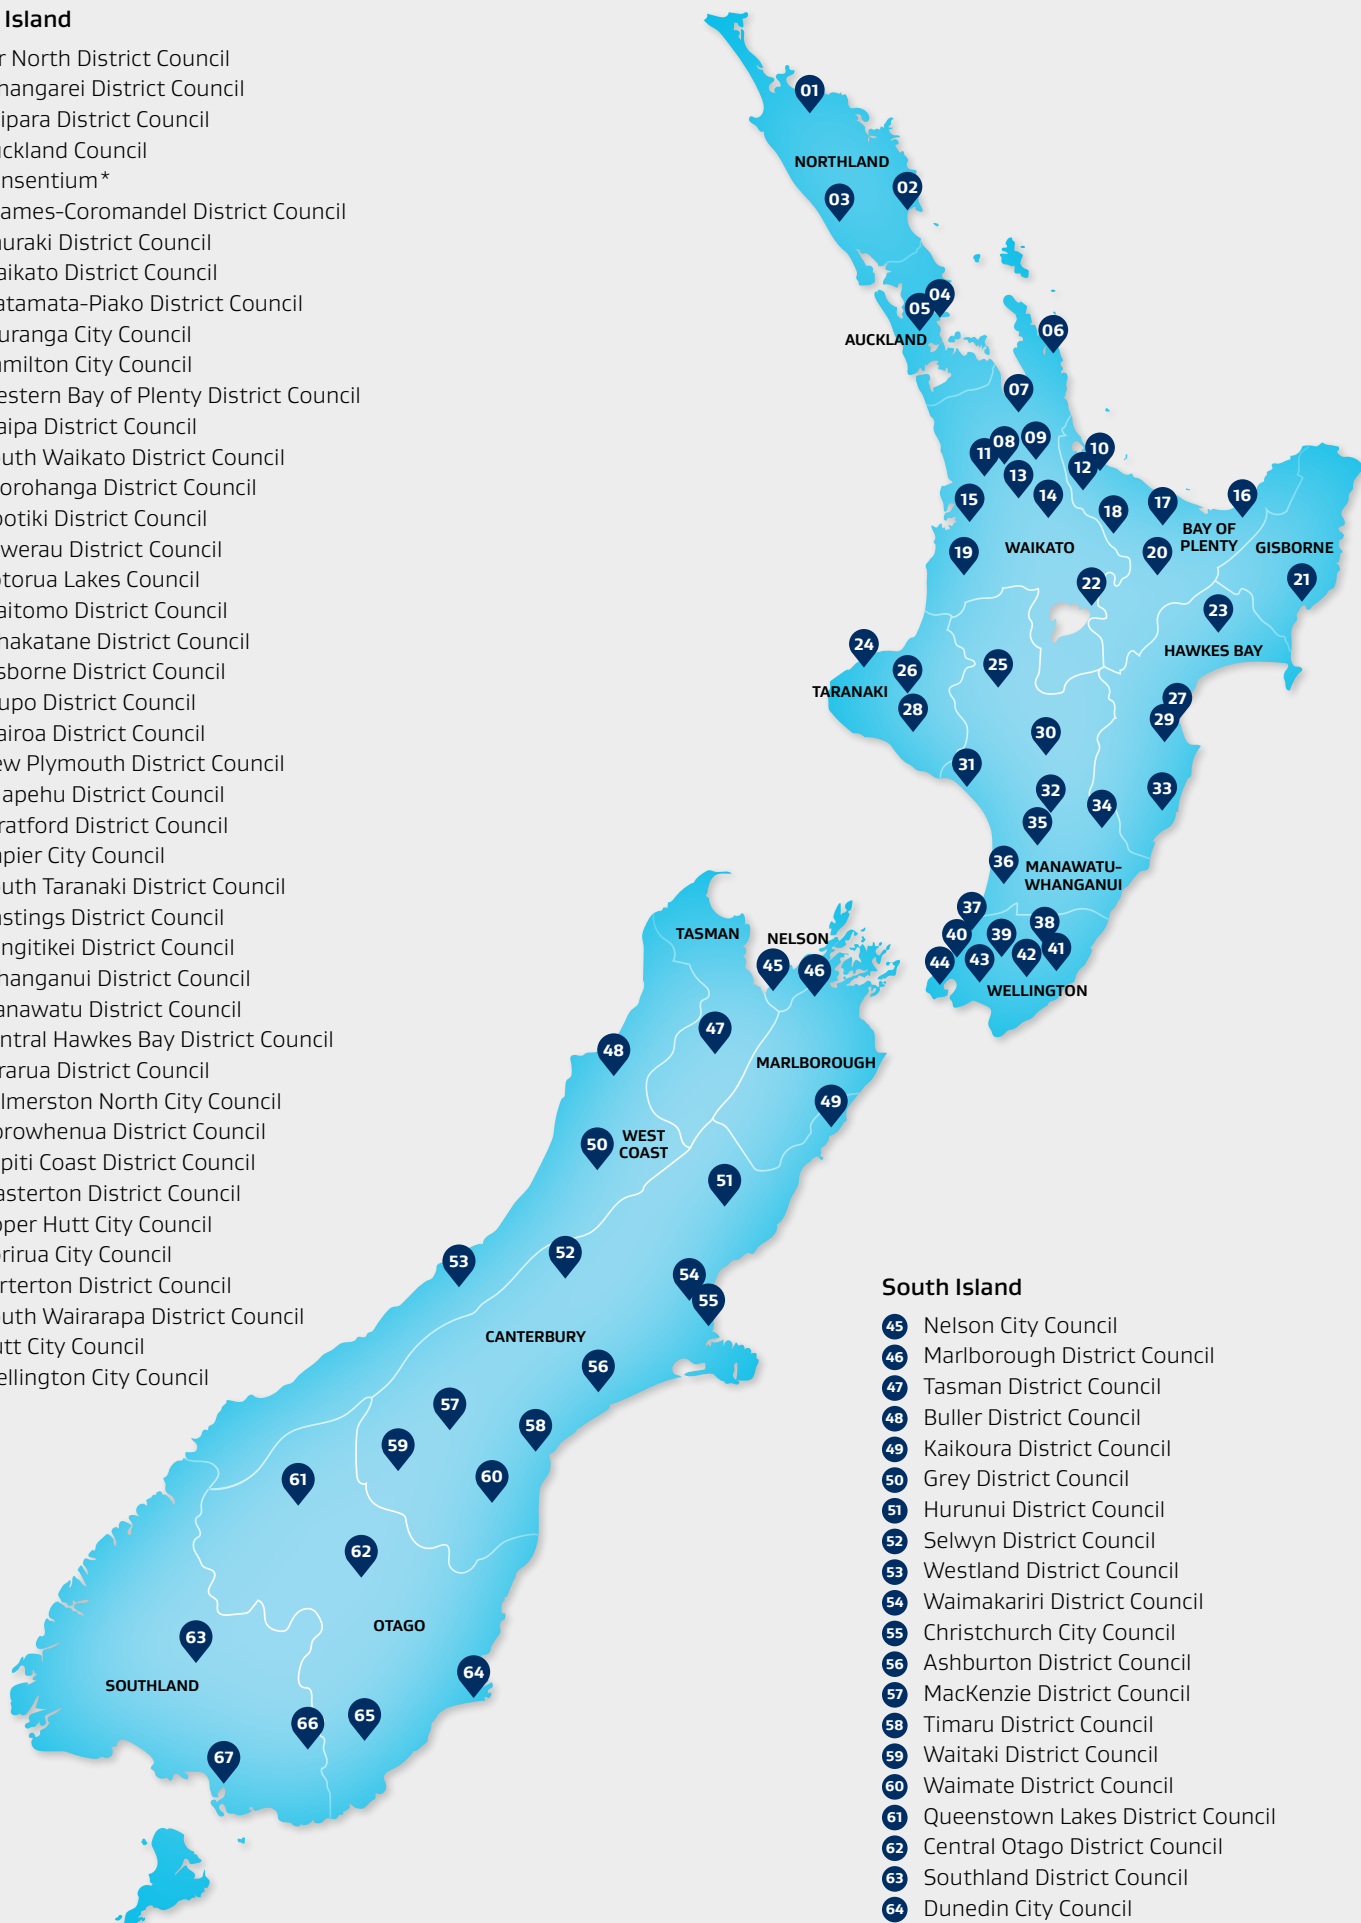 Island
r North District Council
hangarei District Council
ipara District Council
ckland Council
nsentium*
ames-Coromandel District Council
uraki District Council
aikato District Council
atamata-Piako District Council
uranga City Council
milton City Council
estern Bay of Plenty District Council
aipa District Council
uth Waikato District Council
orohanga District Council
otiki District Council
werau District Council
torua Lakes Council
aitomo District Council
hakatane District Council
sborne District Council
upo District Council
airoa District Council
ew Plymouth District Council
apehu District Council
ratford District Council
pier City Council
uth Taranaki District Council
stings District Council
ngitikei District Council
hanganui District Council
anawatu District Council
ntral Hawkes Bay District Council
rarua District Council
lmerston North City Council
rowhenua District Council
piti Coast District Council
asterton District Council
per Hutt City Council
rirua City Council
rterton District Council
uth Wairarapa District Council
utt City Council
ellington City Council
01
NORTHLAND
02
03
04
05
AUCKLAND
06
07
08
09
10
11
12
13
14
15
16
17
18
BAY OF
PLENTY
GISBORNE
WAIKATO
19
20
21
22
23
HAWKES BAY
24
25
26
TARANAKI
27
28
29
30
31
32
33
34
35
36
MANAWATU-
WHANGANUI
37
38
39
40
41
42
43
44
WELLINGTON
TASMAN
NELSON
45
46
47
48
MARLBOROUGH
49
50
WEST
COAST
51
52
53
54
55
CANTERBURY
56
57
58
59
60
61
62
OTAGO
63
SOUTHLAND
64
65
66
67
South Island
45 Nelson City Council
46 Marlborough District Council
47 Tasman District Council
48 Buller District Council
49 Kaikoura District Council
50 Grey District Council
51 Hurunui District Council
52 Selwyn District Council
53 Westland District Council
54 Waimakariri District Council
55 Christchurch City Council
56 Ashburton District Council
57 MacKenzie District Council
58 Timaru District Council
59 Waitaki District Council
60 Waimate District Council
61 Queenstown Lakes District Council
62 Central Otago District Council
63 Southland District Council
64 Dunedin City Council